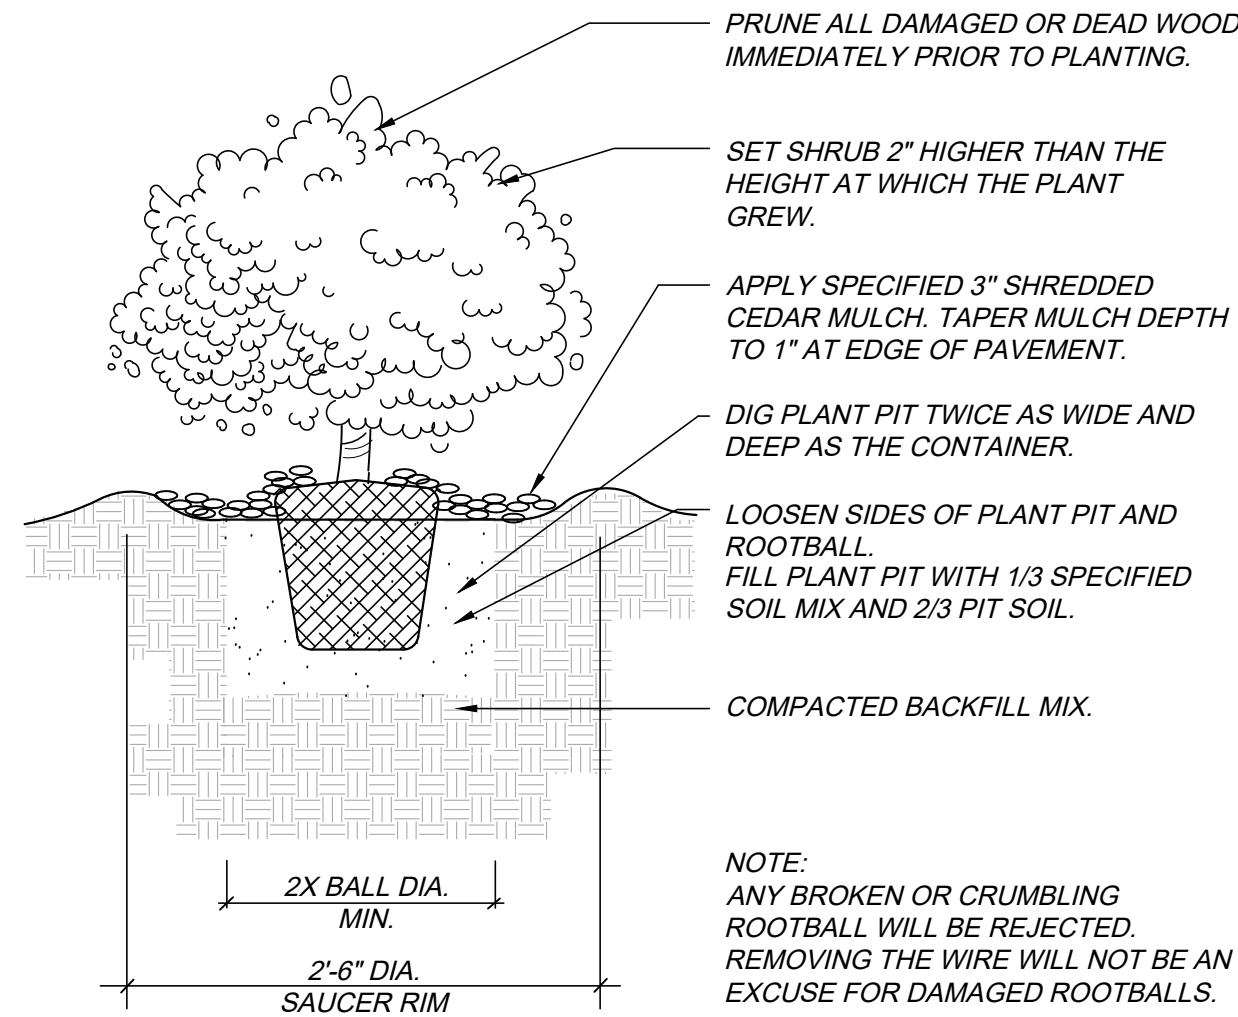 PRUNE ALL DAMAGED OR DEAD WOOD
IMMEDIATELY PRIOR TO PLANTING.
SET SHRUB 2" HIGHER THAN THE
HEIGHT AT WHICH THE PLANT
GREW.
APPLY SPECIFIED 3" SHREDDED
CEDAR MULCH. TAPER MULCH DEPTH
TO 1" AT EDGE OF PAVEMENT.
DIG PLANT PIT TWICE AS WIDE AND
DEEP AS THE CONTAINER.
LOOSEN SIDES OF PLANT PIT AND
ROOTBALL.
FILL PLANT PIT WITH 1/3 SPECIFIED
SOIL MIX AND 2/3 PIT SOIL.
COMPACTED BACKFILL MIX.
NOTE:
ANY BROKEN OR CRUMBLING
ROOTBALL WILL BE REJECTED.
REMOVING THE WIRE WILL NOT BE AN
EXCUSE FOR DAMAGED ROOTBALLS.
2X BALL DIA.
MIN.
2'-6" DIA.
SAUCER RIM